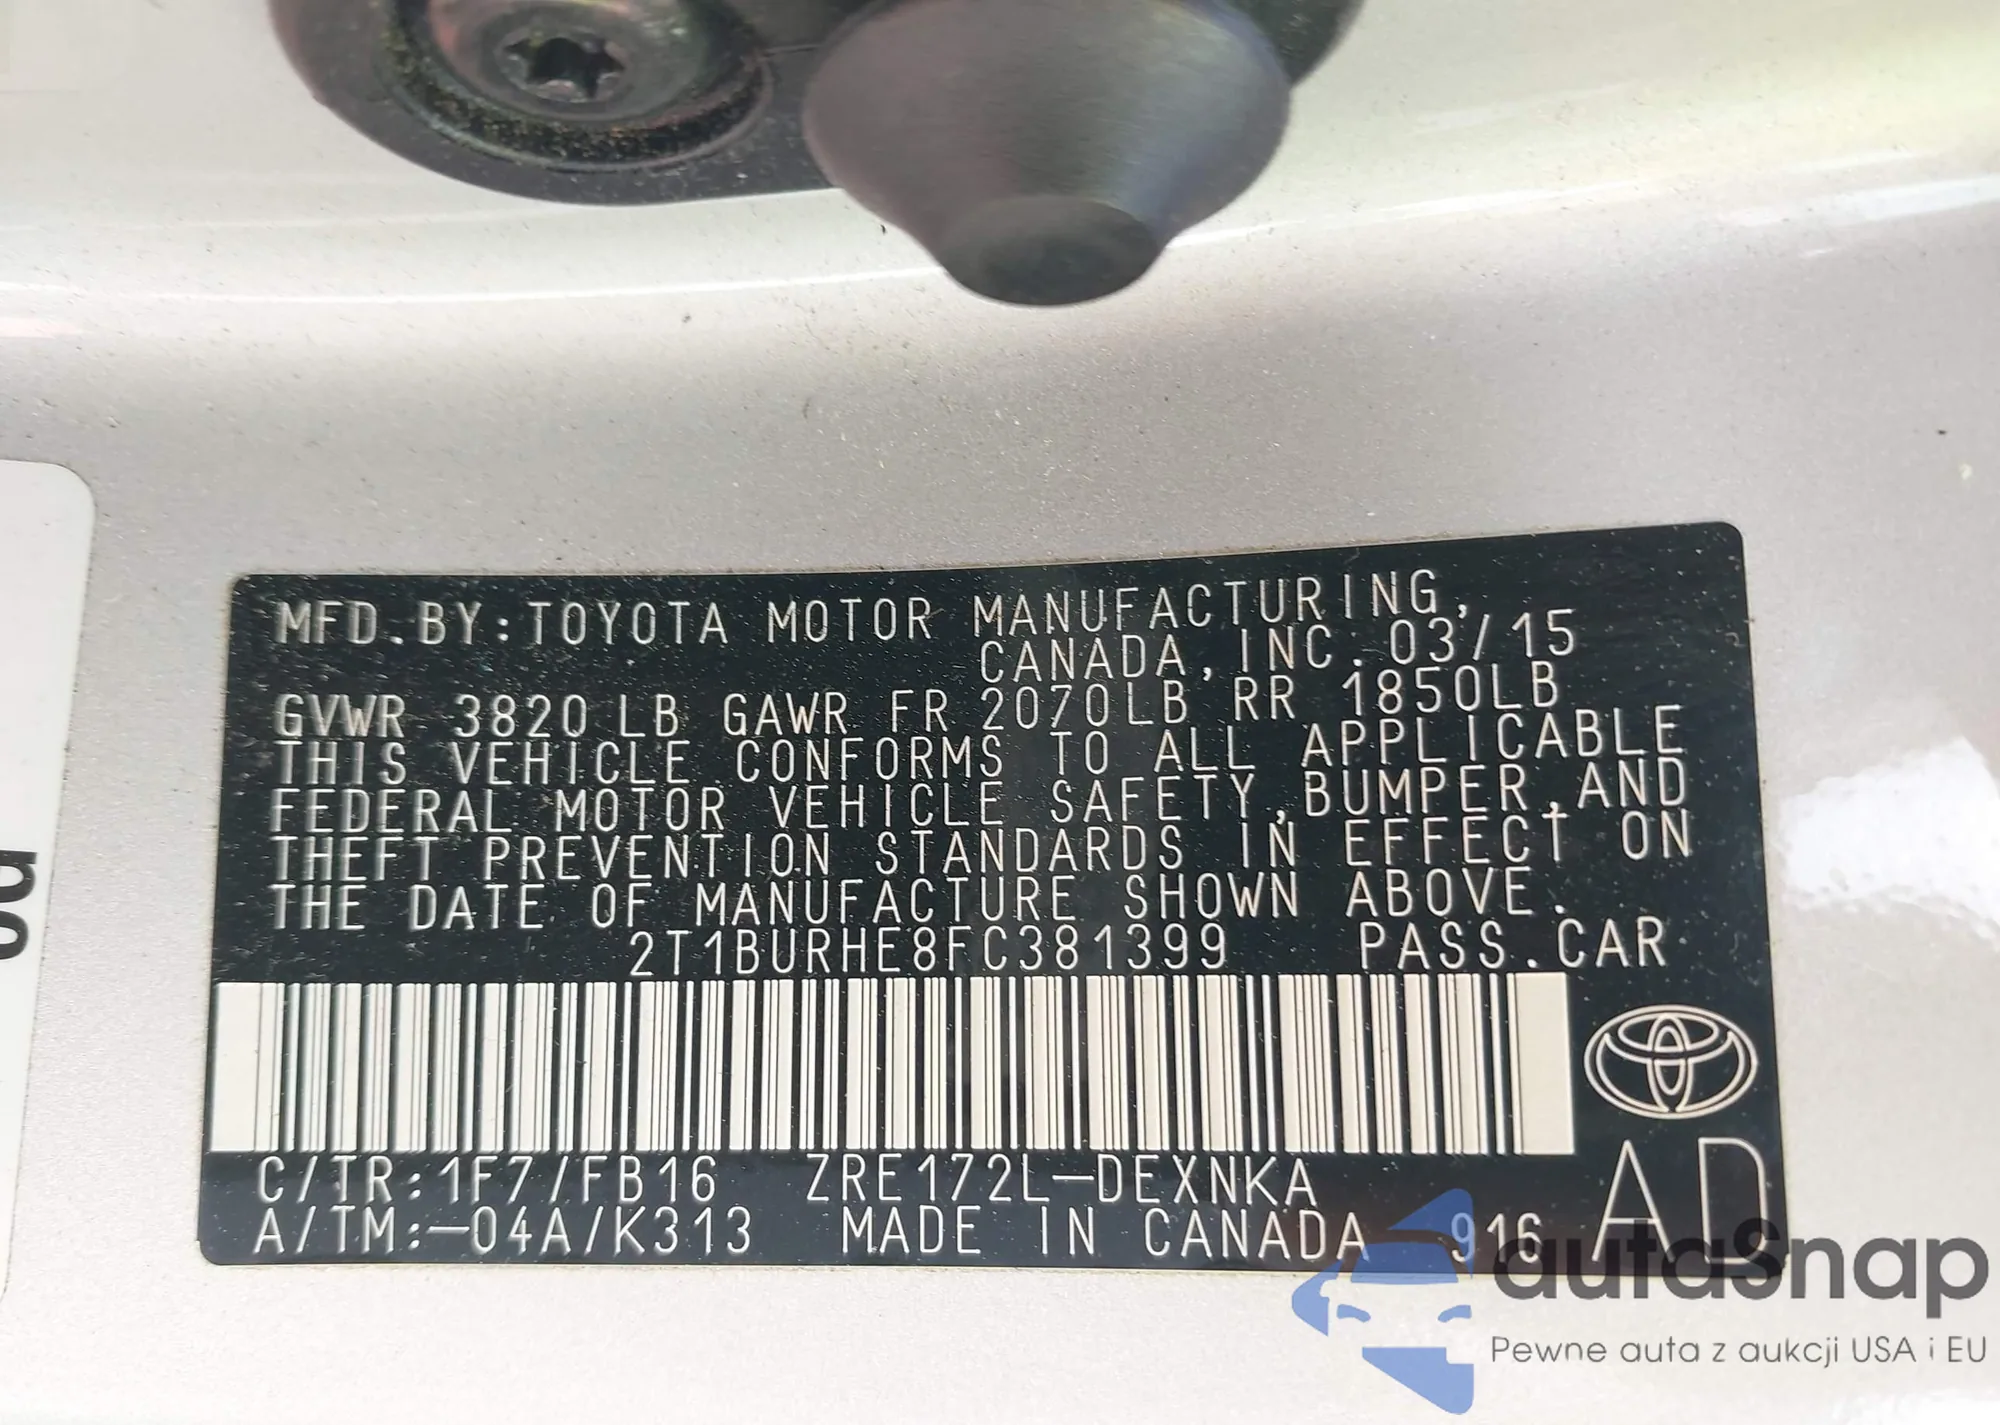 MFD.BY:TOYOTA MOTOR MANUFACTURING,
CANADA,INC. 03/15
GVWR 3820LB GAWR FR 2070LB RR 1850LB
THIS VEHICLE CONFORMS TO ALL APPLICABLE
FEDERAL MOTOR VEHICLE SAFETY,BUMPER,AND
THEFT PREVENTION STANDARDS IN EFFECT ON
THE DATE OF MANUFACTURE SHOWN ABOVE.
2T1BURHE8FC381399 PASS.CAR
C/TR:1F7/FB16 ZRE172L-DEXNKA
A/TM:-04A/K313 MADE IN CANADA 916
AD
autaSnap
Pewne auta z aukcji USA i EU